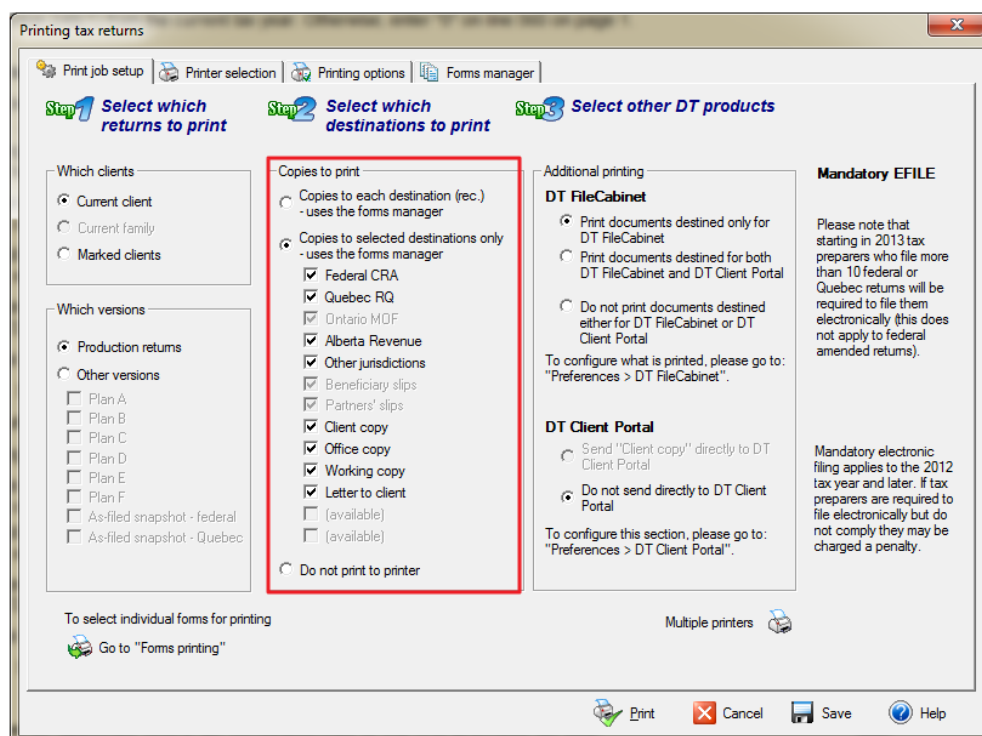 the current tax year. Otherwise, enter "0" on line
on page 1.
Printing tax returns
Print job setup
Printer selection
Printing options
Forms manager
Step 1 Select which
returns to print
Step 2 Select which
destinations to print
Step 3 Select other DT products
Which clients
Current client
Current family
Marked clients
Which versions
Production returns
Other versions
Plan A
Plan B
Plan C
Plan D
Plan E
Plan F
As-filed snapshot - federal
As-filed snapshot - Quebec
Copies to print
Copies to each destination (rec.)
- uses the forms manager
Copies to selected destinations only
- uses the forms manager
Federal CRA
Quebec RQ
Ontario MOF
Alberta Revenue
Other jurisdictions
Beneficiary slips
Partners' slips
Client copy
Office copy
Working copy
Letter to client
(available)
(available)
Do not print to printer
Additional printing
DT FileCabinet
Print documents destined only for
DT FileCabinet
Print documents destined for both
DT FileCabinet and DT Client Portal
Do not print documents destined
either for DT FileCabinet or DT
Client Portal
To configure what is printed, please go to:
"Preferences > DT FileCabinet".
DT Client Portal
Send "Client copy" directly to DT
Client Portal
Do not send directly to DT Client
Portal
To configure this section, please go to:
"Preferences > DT Client Portal".
Mandatory EFILE
Please note that
starting in 2013 tax
preparers who file more
than 10 federal or
Quebec returns will be
required to file them
electronically (this does
not apply to federal
amended returns).
Mandatory electronic
filing applies to the 2012
tax year and later. If tax
preparers are required to
file electronically but do
not comply they may be
charged a penalty.
To select individual forms for printing
Go to "Forms printing"
Multiple printers
Print
Cancel
Save
Help